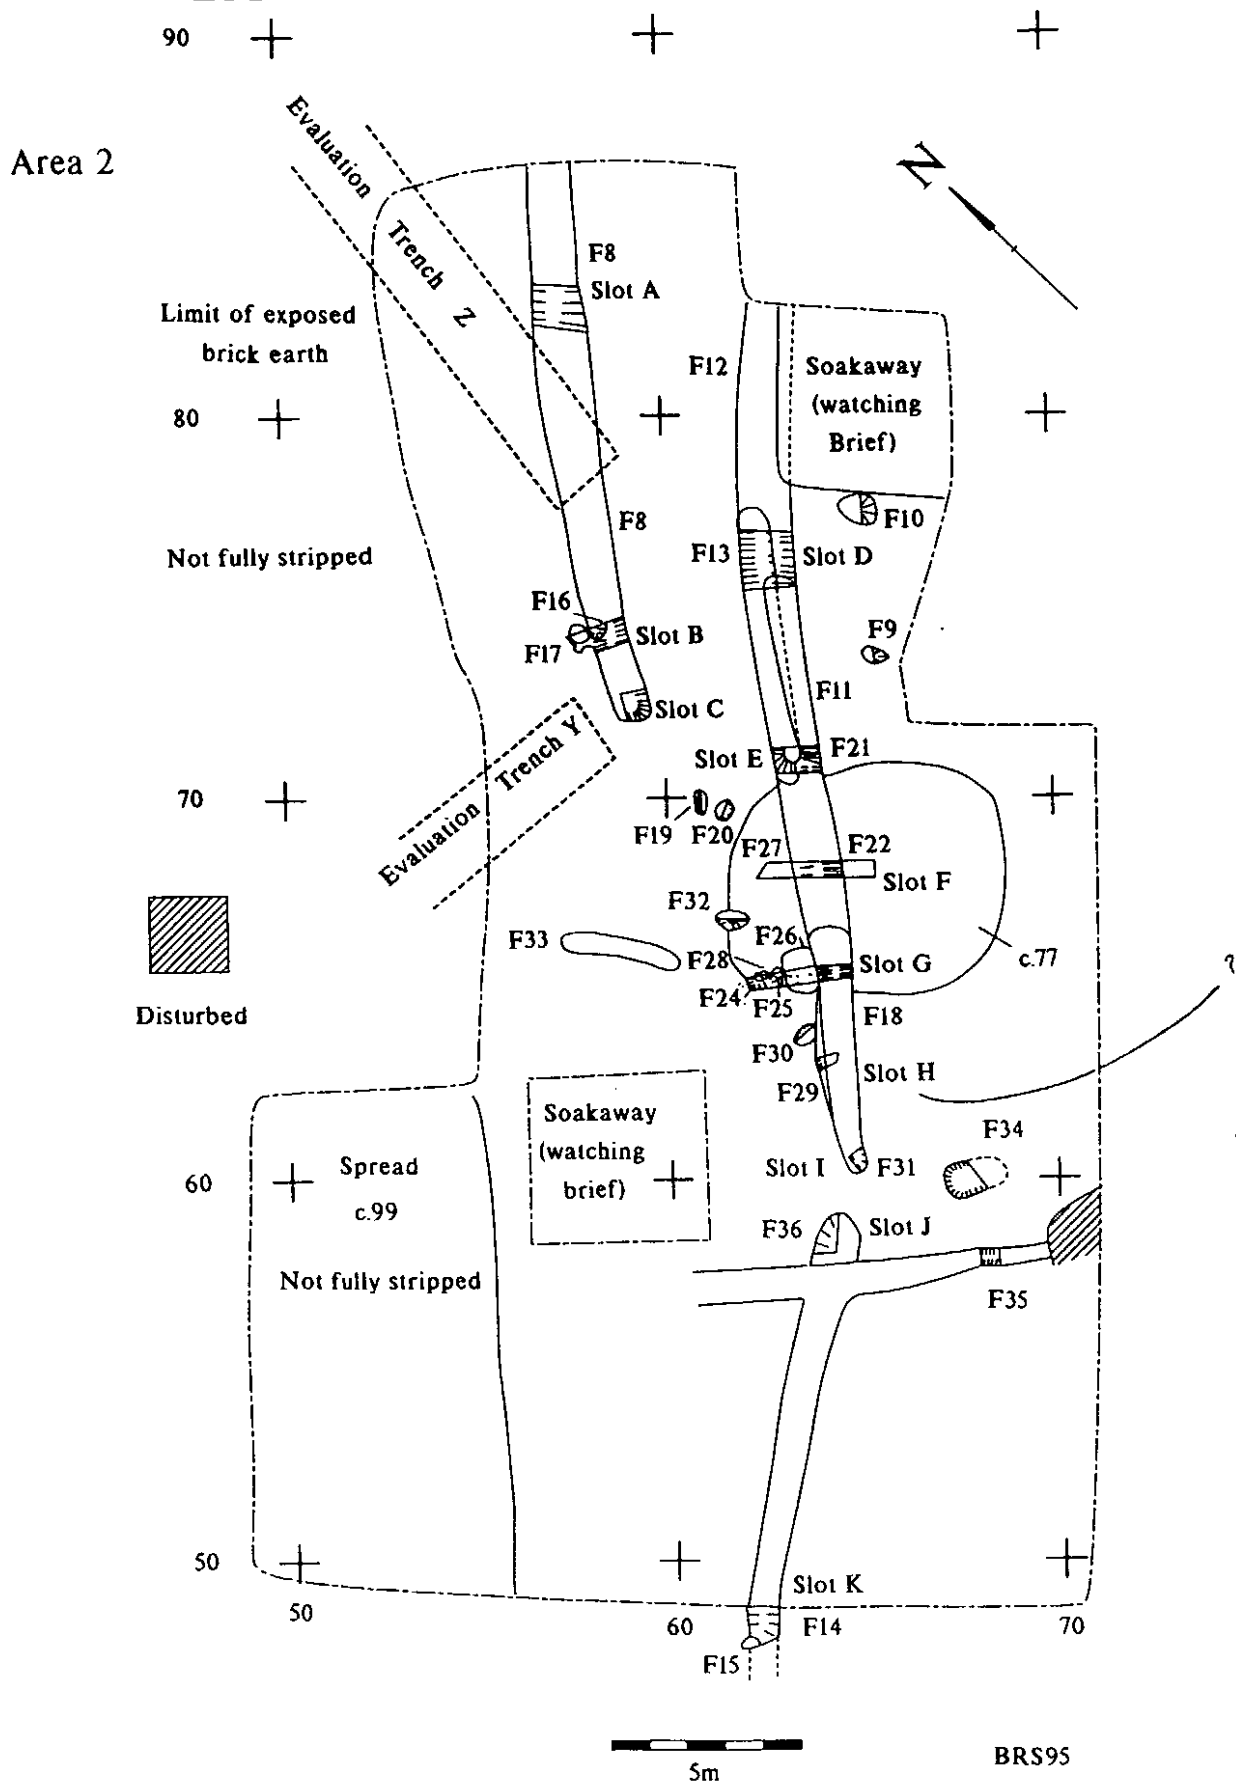 90
Area 2
N
Evaluation Trench Z
F8
Slot A
Limit of exposed
brick earth
F12
Soakaway
(watching
Brief)
80
F8
F10
Not fully stripped
F13
Slot D
F16
F17
Slot B
F9
Slot C
F11
Evaluation Trench Y
Slot E
F21
70
F19
F20
F27
F22
Slot F
F32
F33
F26
F28
Slot G
c.77
?
F24
F25
F18
Disturbed
F30
Slot H
F29
Soakaway
(watching
brief)
F34
Spread
c.99
60
Slot I
F31
F36
Slot J
Not fully stripped
F35
50
Slot K
50
60
70
F14
F15
5m
BRS95